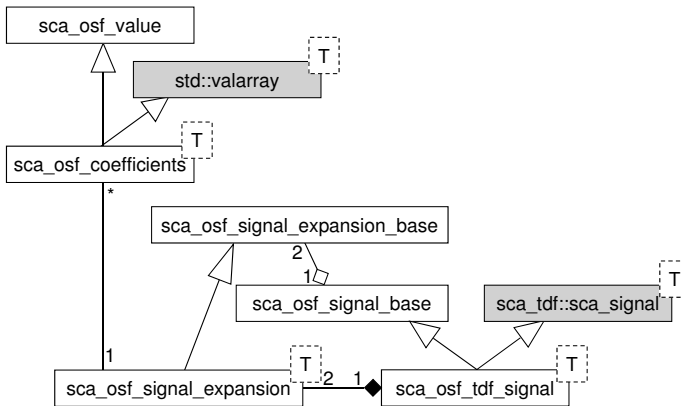 sca_osf_value
T
std::valarray
T
sca_osf_coefficients
*
sca_osf_signal_expansion_base
2
1
sca_osf_signal_base
T
sca_tdf::sca_signal
1
T
sca_osf_signal_expansion
2
1
T
sca_osf_tdf_signal